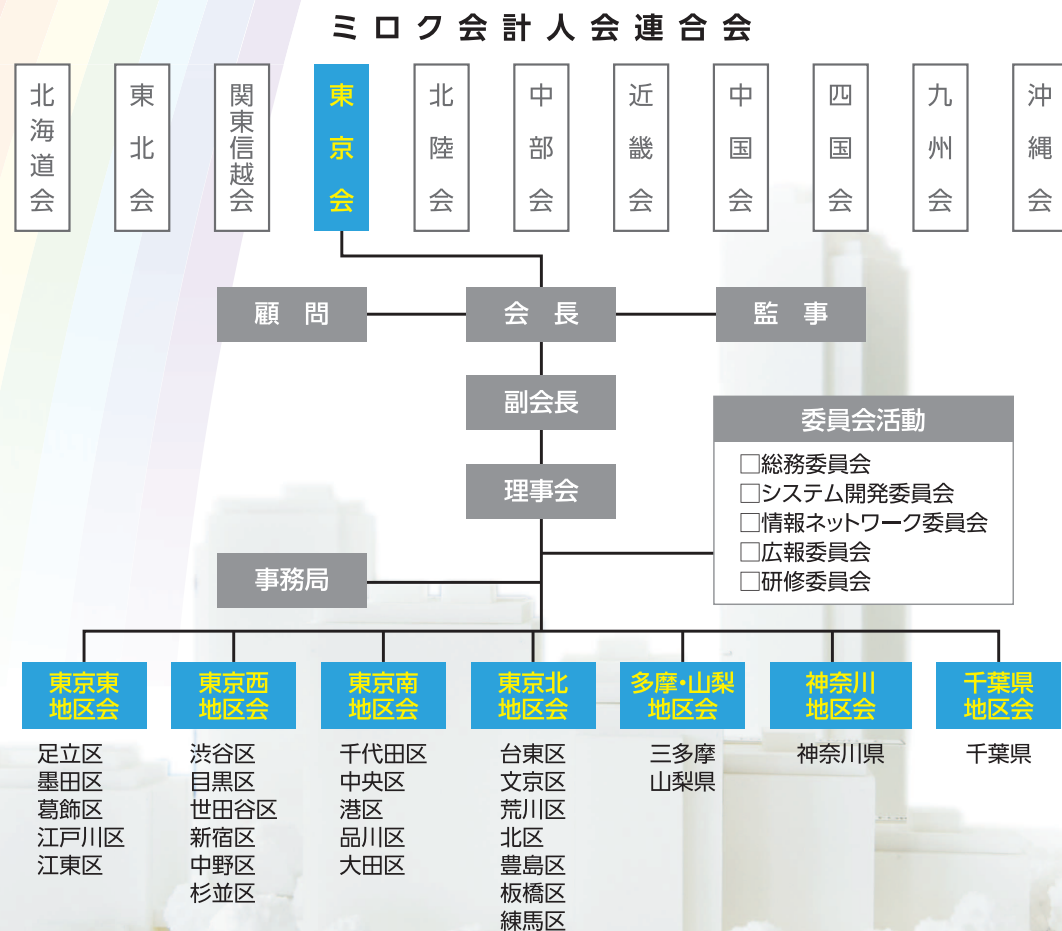 ミロク会計人会連合会
北海道会
東北会
関東信越会
東京会
北陸会
中部会
近畿会
中国会
四国会
九州会
沖縄会
顧問
会長
監事
副会長
理事会
委員会活動
□総務委員会
□システム開発委員会
□情報ネットワーク委員会
□広報委員会
□研修委員会
事務局
東京東
地区会
足立区
墨田区
葛飾区
江戸川区
江東区
東京西
地区会
渋谷区
目黒区
世田谷区
新宿区
中野区
杉並区
東京南
地区会
千代田区
中央区
港区
品川区
大田区
東京北
地区会
台東区
文京区
荒川区
北区
豊島区
板橋区
練馬区
多摩・山梨
地区会
三多摩
山梨県
神奈川
地区会
神奈川県
千葉県
地区会
千葉県